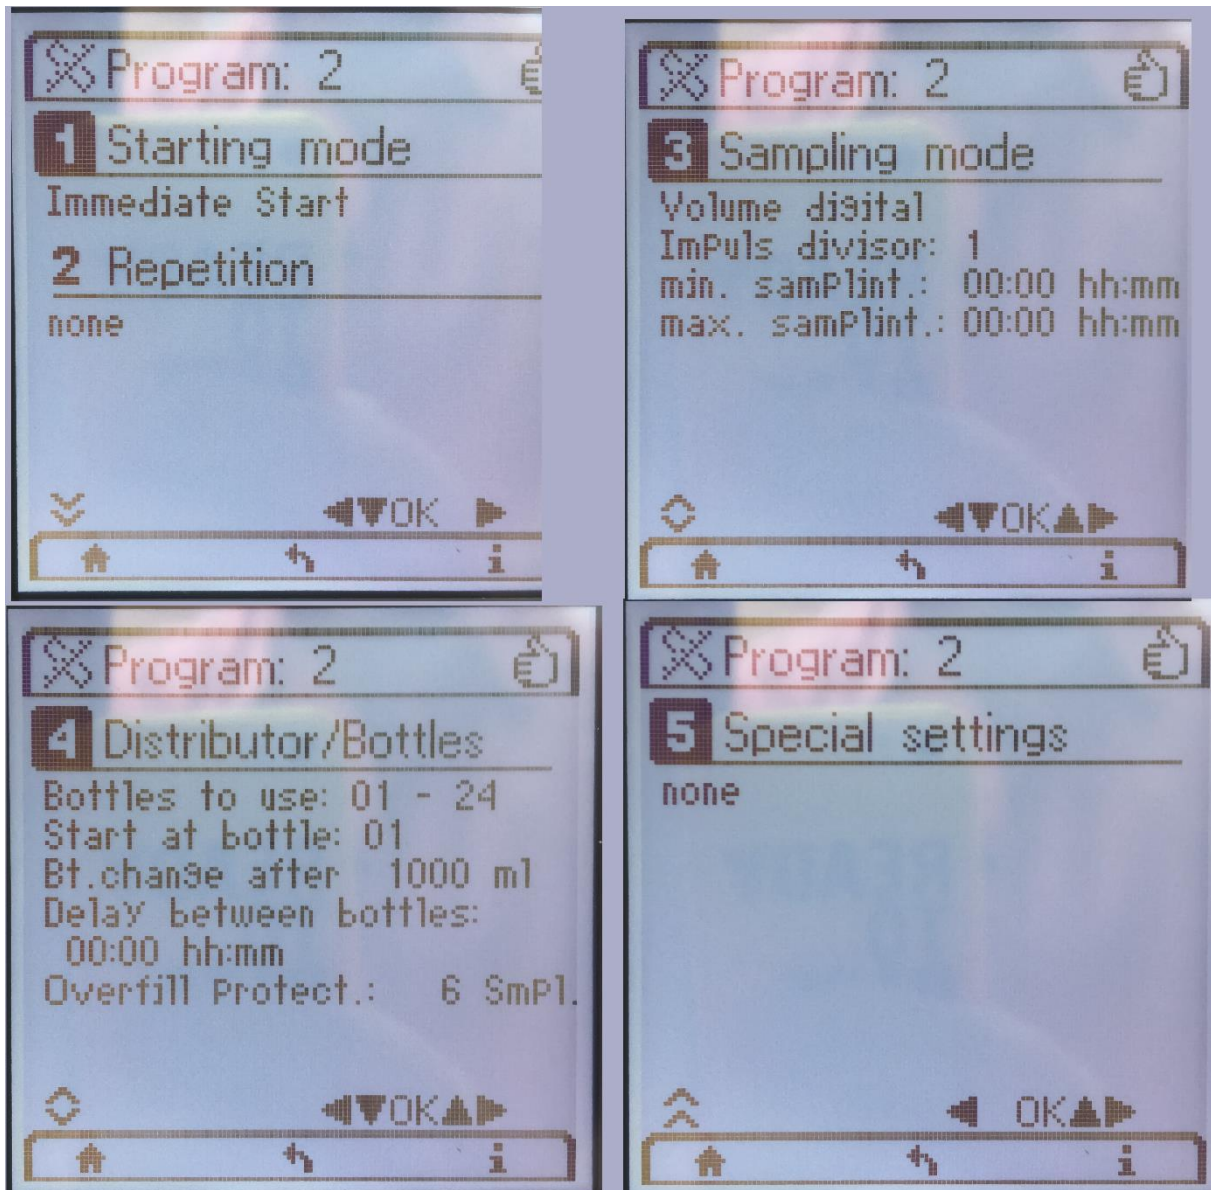 Program: 2
1 Starting mode
Immediate Start
2 Repetition
none
OK
i
Program: 2
3 Sampling mode
Volume digital
Impuls divisor: 1
min. samplint.: 00:00 hh:mm
max. samplint.: 00:00 hh:mm
OK
i
Program: 2
4 Distributor/Bottles
Bottles to use: 01 - 24
Start at bottle: 01
Bt.change after 1000 ml
Delay between bottles:
00:00 hh:mm
Overfill Protect.: 6 Smpl.
OK
i
Program: 2
5 Special settings
none
OK
i